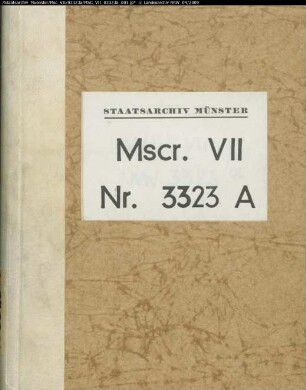 STAATSARCHIV MÜNSTER
Mscr. VII
Nr. 3323 A